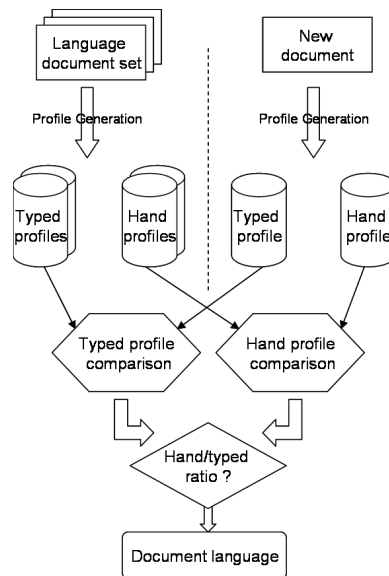 Language
document set
New
document
Profile Generation
Profile Generation
Typed
profiles
Hand
profiles
Typed
profile
Hand
profile
Typed profile
comparison
Hand profile
comparison
Hand/typed
ratio ?
Document language